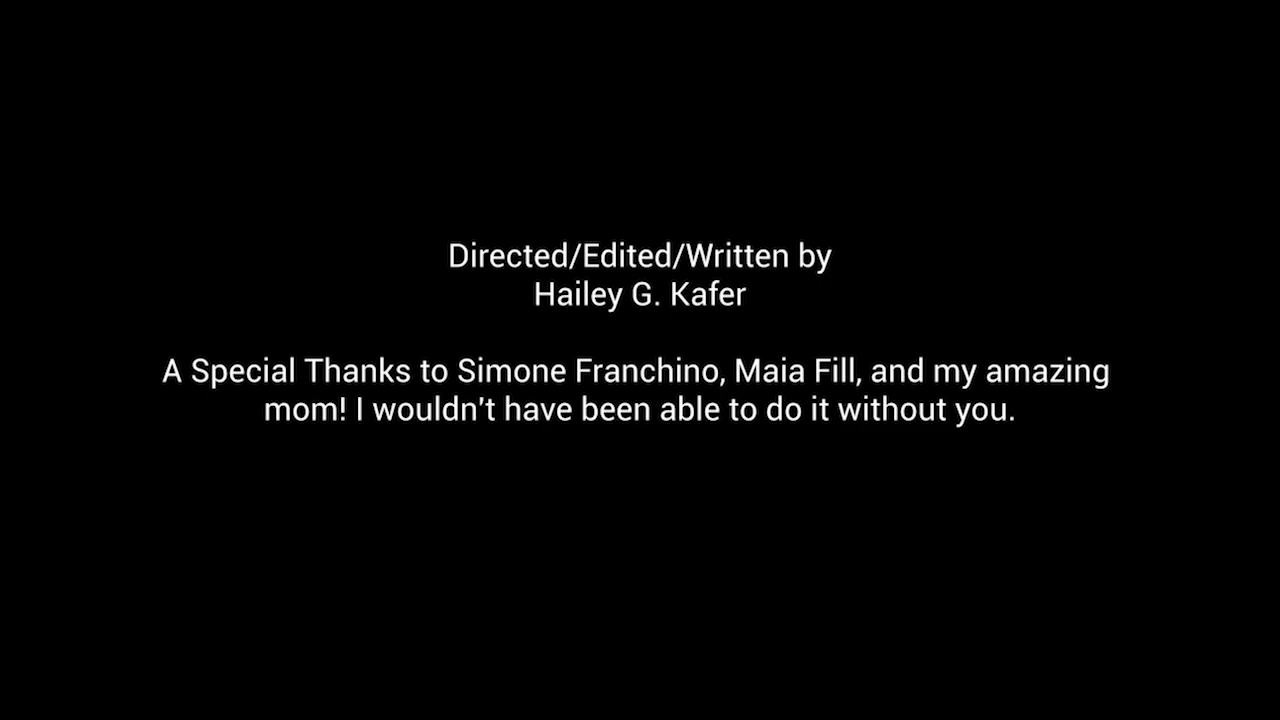 Directed/Edited/Written by
Hailey G. Kafer
A Special Thanks to Simone Franchino, Maia Fill, and my amazing
mom! I wouldn't have been able to do it without you.